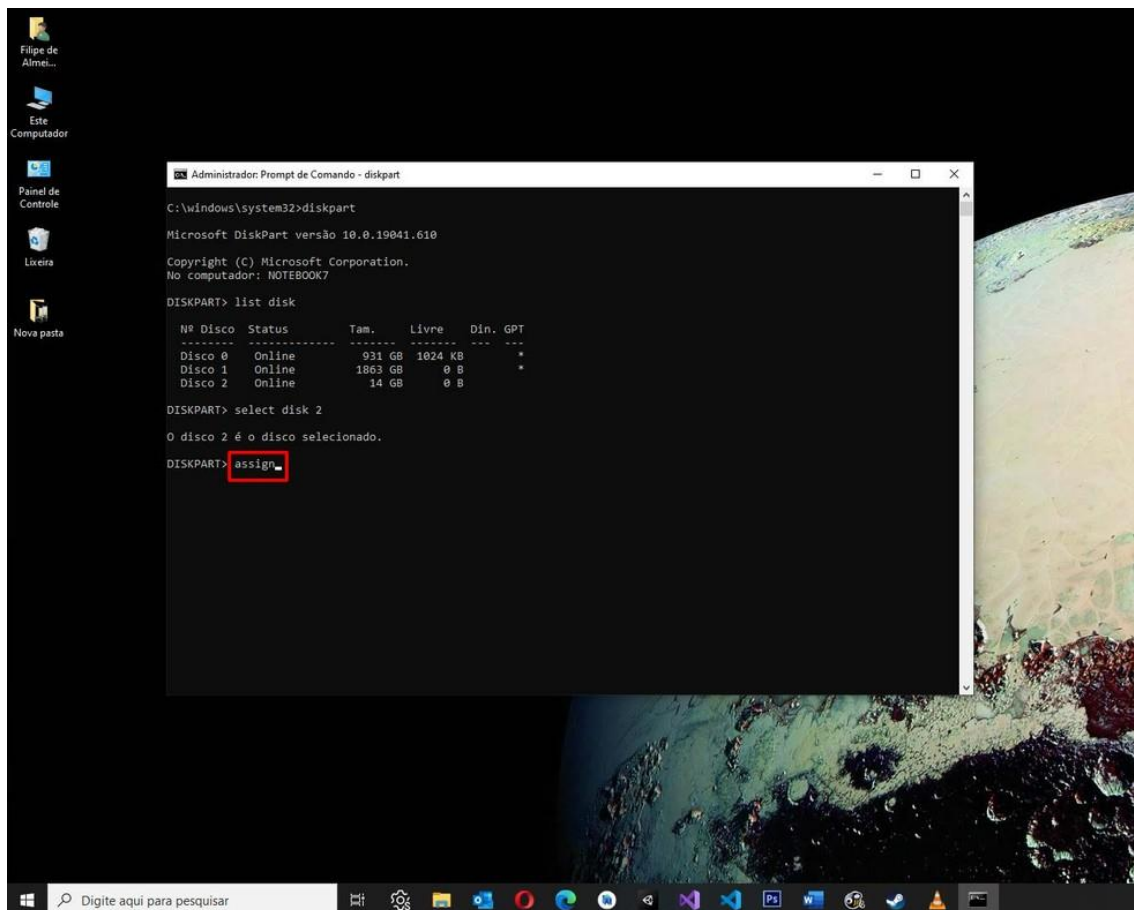 Filipe de
Almei...
Este
Computador
Painel de
Controle
Lixeira
Nova pasta
Administrador: Prompt de Comando - diskpart
C:\windows\system32>diskpart
Microsoft DiskPart versão 10.0.19041.610
Copyright (C) Microsoft Corporation.
No computador: NOTEBOOK7
DISKPART> list disk
Nº Disco Status Tam. Livre Din. GPT
-------- ------------- ------- ------- --- ---
Disco 0 Online 931 GB 1024 KB *
Disco 1 Online 1863 GB 0 B *
Disco 2 Online 14 GB 0 B
DISKPART> select disk 2
O disco 2 é o disco selecionado.
DISKPART> assign_
Digite aqui para pesquisar
Ps